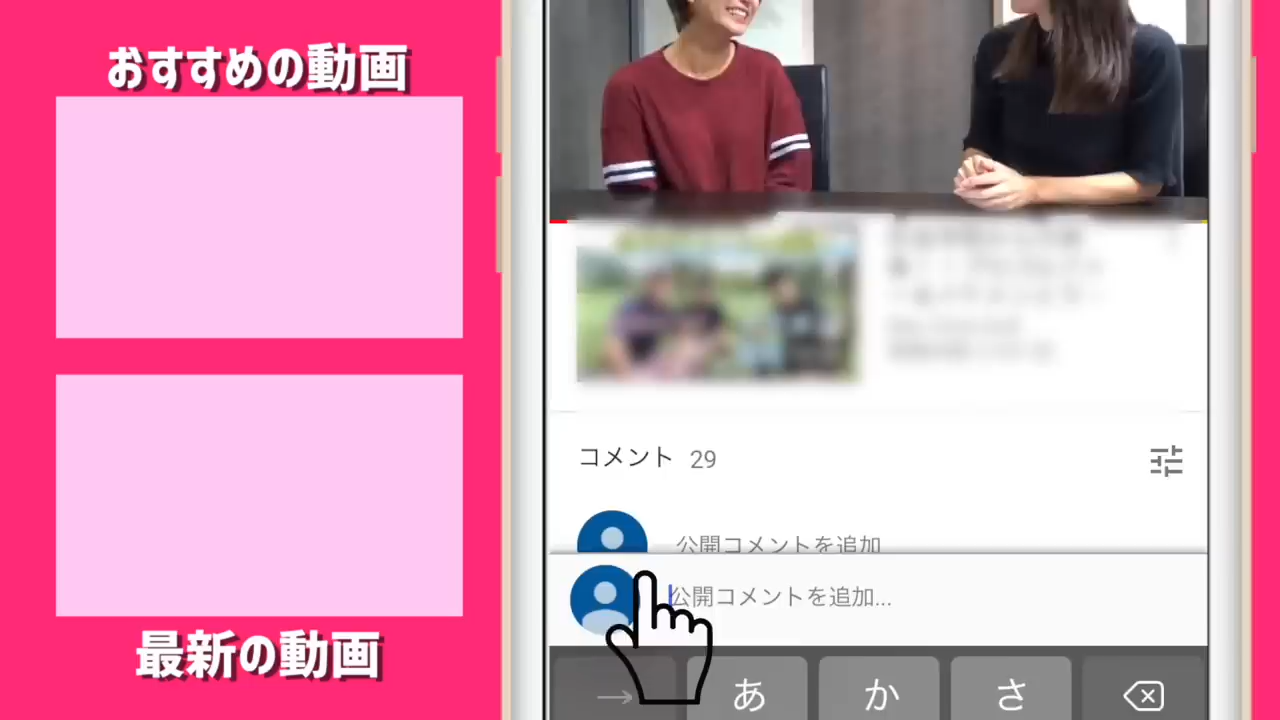 おすすめの動画
最新の動画
コメント 29
公開コメントを追加
公開コメントを追加...
→ あ か さ